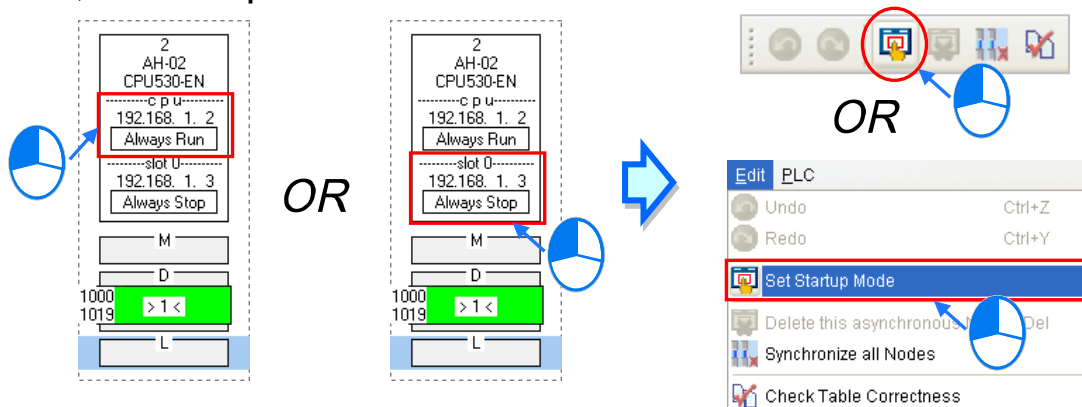 2
AH-02
CPU530-EN
cpu
192.168. 1. 2
Always Run
slot 0
192.168. 1. 3
Always Stop
M
D
1000
1019
>1<
L
OR
2
AH-02
CPU530-EN
cpu
192.168. 1. 2
Always Run
slot 0
192.168. 1. 3
Always Stop
M
D
1000
1019
>1<
L
OR
Edit PLC
Undo Ctrl+Z
Redo Ctrl+Y
Set Startup Mode
Delete this asynchronous Del
Synchronize all Nodes
Check Table Correctness